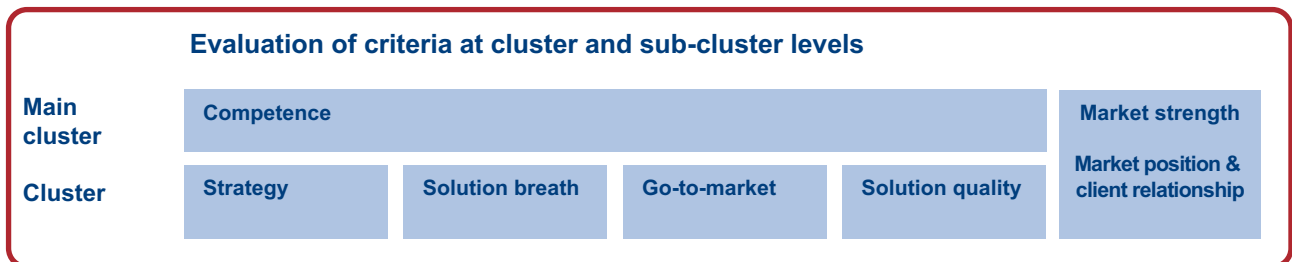 Evaluation of criteria at cluster and sub-cluster levels
Main
cluster
Competence
Market strength
Cluster
Strategy
Solution breath
Go-to-market
Solution quality
Market position &
client relationship